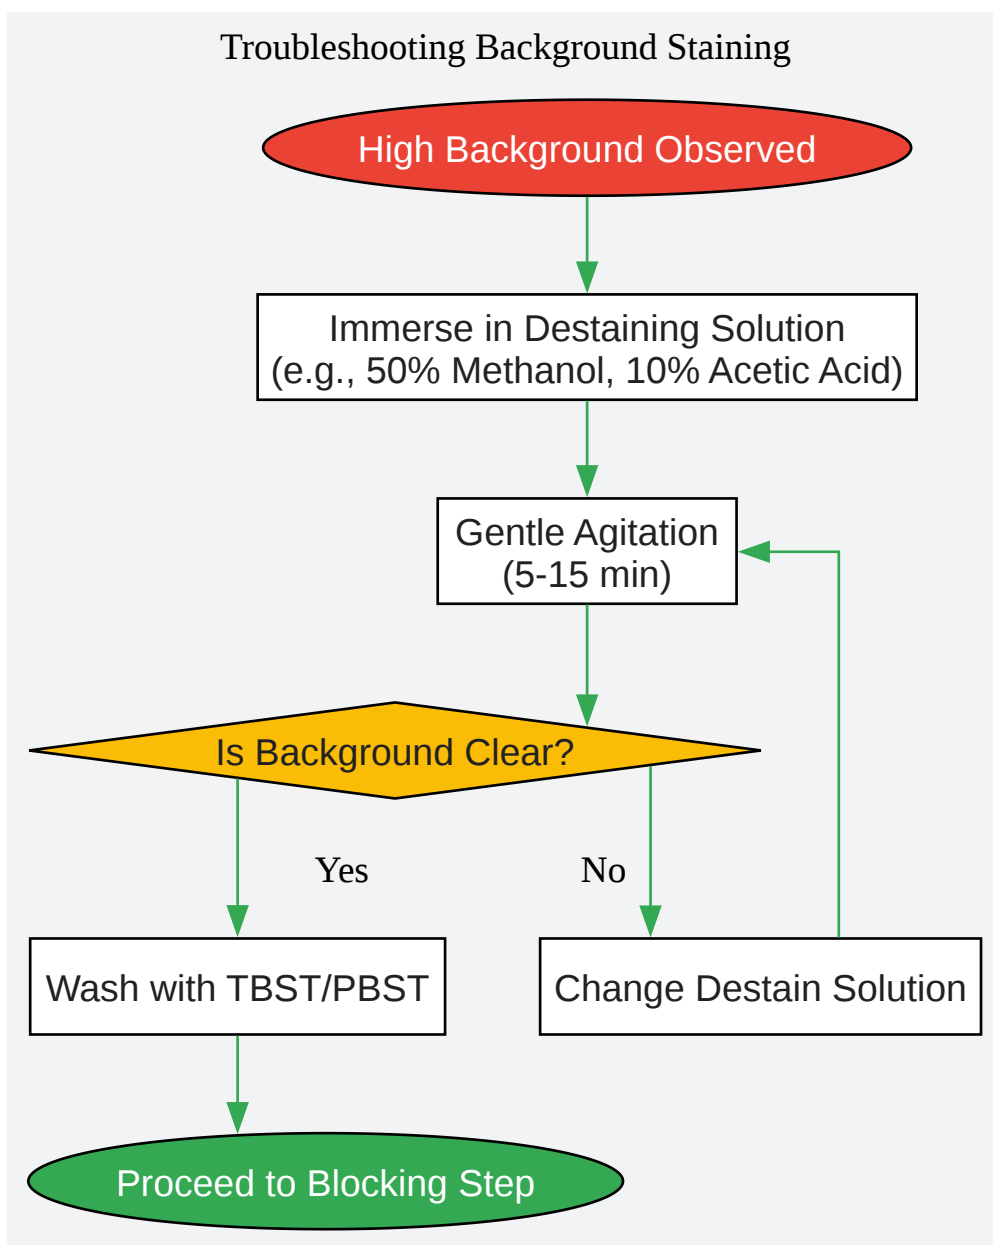 Troubleshooting Background Staining
High Background Observed
Immerse in Destaining Solution
(e.g., 50% Methanol, 10% Acetic Acid)
Gentle Agitation
(5-15 min)
Is Background Clear?
Yes
No
Wash with TBST/PBST
Change Destain Solution
Proceed to Blocking Step